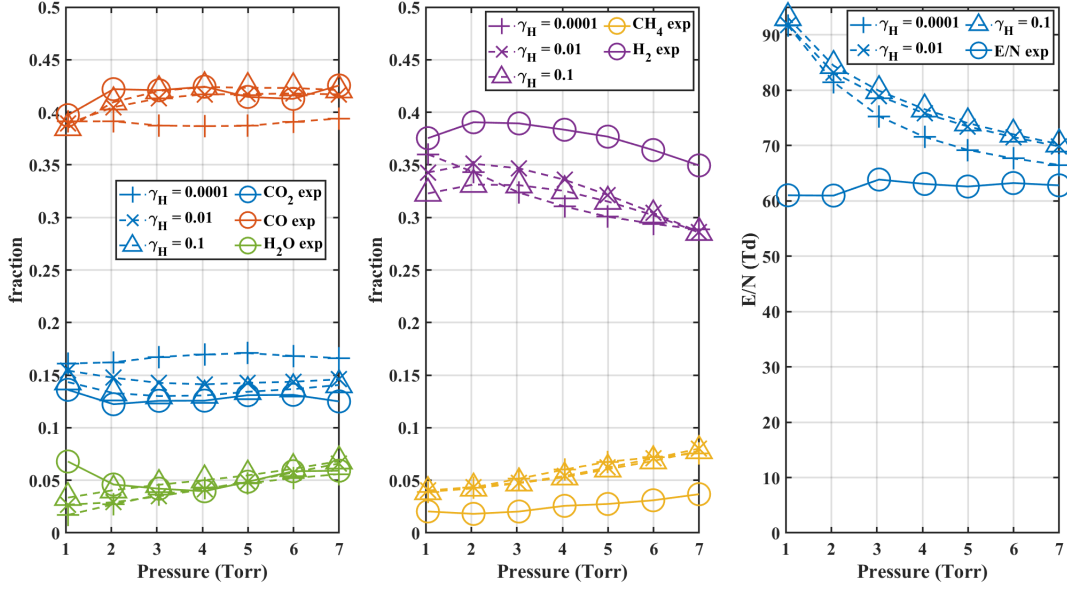 0.5
0.45
0.4
0.35
0.3
0.25
0.2
0.15
0.1
0.05
0
fraction
γH = 0.0001
γH = 0.01
γH = 0.1
CO2 exp
CO exp
H2O exp
1 2 3 4 5 6 7
Pressure (Torr)
0.5
0.45
0.4
0.35
0.3
0.25
0.2
0.15
0.1
0.05
0
fraction
γH = 0.0001
γH = 0.01
γH = 0.1
CH4 exp
H2 exp
1 2 3 4 5 6 7
Pressure (Torr)
90
80
70
60
50
40
30
20
10
0
E/N (Td)
γH = 0.0001
γH = 0.01
γH = 0.1
E/N exp
1 2 3 4 5 6 7
Pressure (Torr)